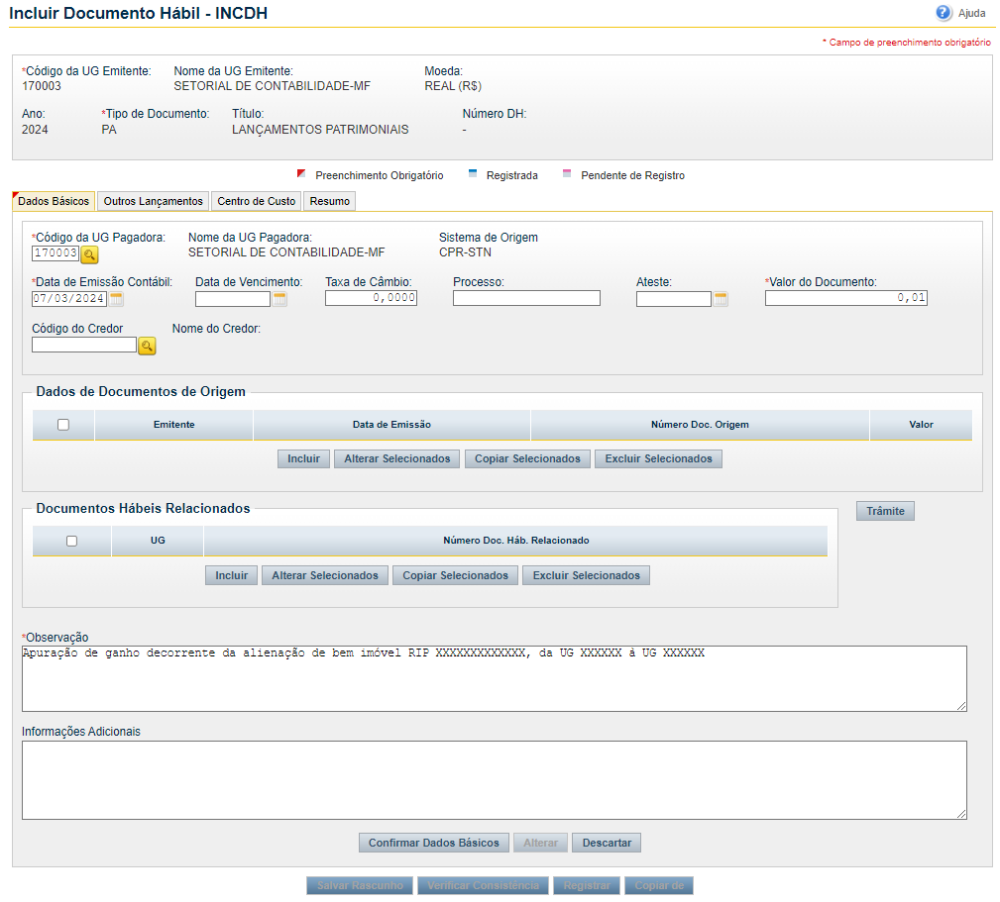 Incluir Documento Hábil - INCDH
Ajuda
* Campo de preenchimento obrigatório
*Código da UG Emitente: Nome da UG Emitente: Moeda:
170003 SETORIAL DE CONTABILIDADE-MF REAL (R$)
Ano: *Tipo de Documento: Título: Número DH:
2024 PA LANÇAMENTOS PATRIMONIAIS -
Preenchimento Obrigatório Registrada Pendente de Registro
Dados Básicos Outros Lançamentos Centro de Custo Resumo
*Código da UG Pagadora: Nome da UG Pagadora: Sistema de Origem
170003 SETORIAL DE CONTABILIDADE-MF CPR-STN
*Data de Emissão Contábil: Data de Vencimento: Taxa de Câmbio: Processo: Ateste: *Valor do Documento:
07/03/2024 0,0000 0,01
Código do Credor Nome do Credor:
Dados de Documentos de Origem
Emitente Data de Emissão Número Doc. Origem Valor
Incluir Alterar Selecionados Copiar Selecionados Excluir Selecionados
Documentos Hábeis Relacionados
Trâmite
UG Número Doc. Háb. Relacionado
Incluir Alterar Selecionados Copiar Selecionados Excluir Selecionados
*Observação
Apuração de ganho decorrente da alienação de bem imóvel RIP XXXXXXXXXXXXX, da UG XXXXXX à UG XXXXXX
Informações Adicionais
Confirmar Dados Básicos Alterar Descartar
Salvar Rascunho Verificar Consistência Registrar Copiar de